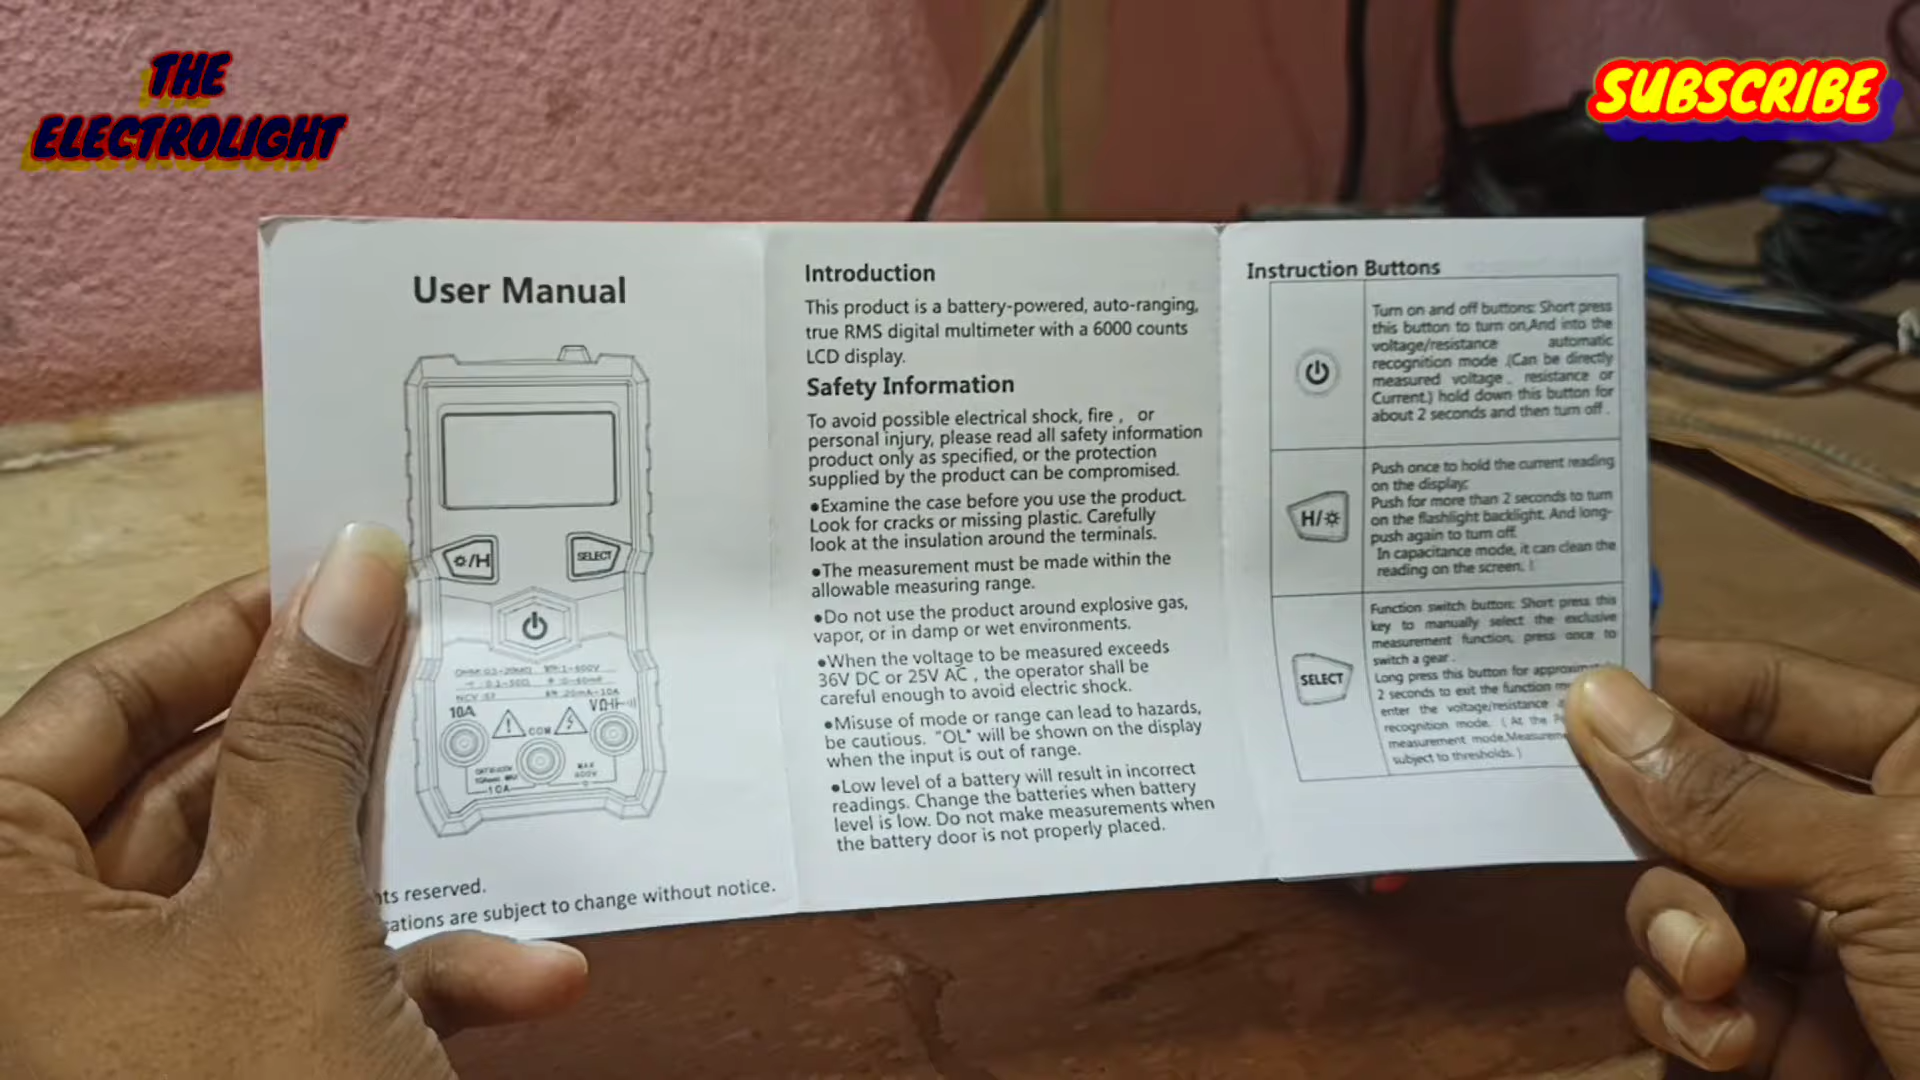 THE
ELECTROLIGHT
SUBSCRIBE
User Manual
☼/H
SELECT
10A
COM
10A
MAX
600V
ts reserved.
ations are subject to change without notice.
Introduction
This product is a battery-powered, auto-ranging,
true RMS digital multimeter with a 6000 counts
LCD display.
Safety Information
To avoid possible electrical shock, fire , or
personal injury, please read all safety information
product only as specified, or the protection
supplied by the product can be compromised.
●Examine the case before you use the product.
Look for cracks or missing plastic. Carefully
look at the insulation around the terminals.
●The measurement must be made within the
allowable measuring range.
●Do not use the product around explosive gas,
vapor, or in damp or wet environments.
●When the voltage to be measured exceeds
36V DC or 25V AC , the operator shall be
careful enough to avoid electric shock.
●Misuse of mode or range can lead to hazards,
be cautious. "OL" will be shown on the display
when the input is out of range.
●Low level of a battery will result in incorrect
readings. Change the batteries when battery
level is low. Do not make measurements when
the battery door is not properly placed.
Instruction Buttons
Turn on and off buttons: Short press
this button to turn on,And into the
voltage/resistance automatic
recognition mode .(Can be directly
measured voltage , resistance or
Current.) hold down this button for
about 2 seconds and then turn off .
H/☼
Push once to hold the current reading
on the display;
Push for more than 2 seconds to turn
on the flashlight backlight. And long-
push again to turn off.
In capacitance mode, it can clean the
reading on the screen. !
SELECT
Function switch button: Short press this
key to manually select the exclusive
measurement function, press once to
switch a gear .
Long press this button for approximat
2 seconds to exit the function m
enter the voltage/resistance a
recognition mode. ( At the
measurement mode,Measurem
subject to thresholds. )